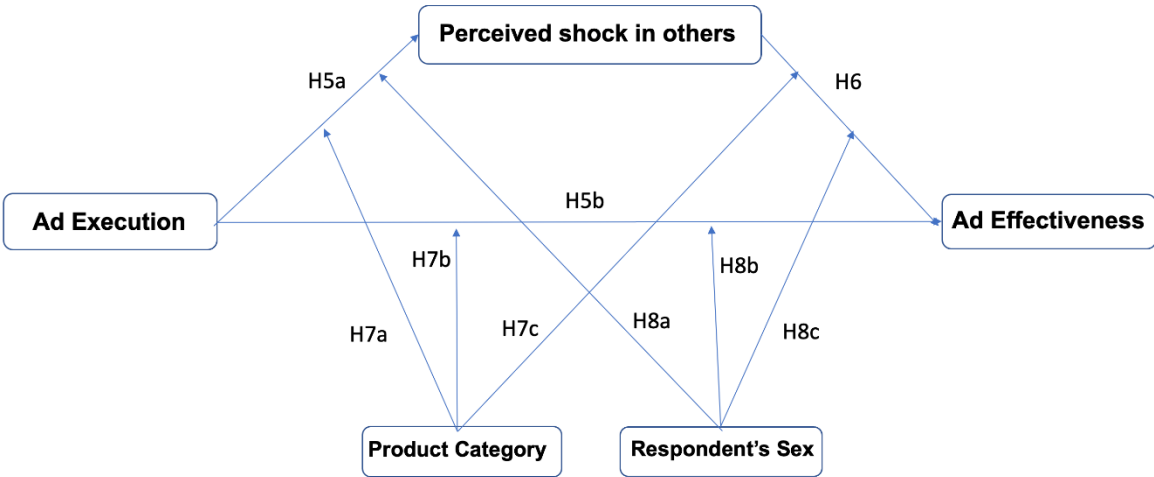 Perceived shock in others
H5a
H6
Ad Execution
H5b
Ad Effectiveness
H7b
H8b
H7a
H7c
H8a
H8c
Product Category
Respondent's Sex